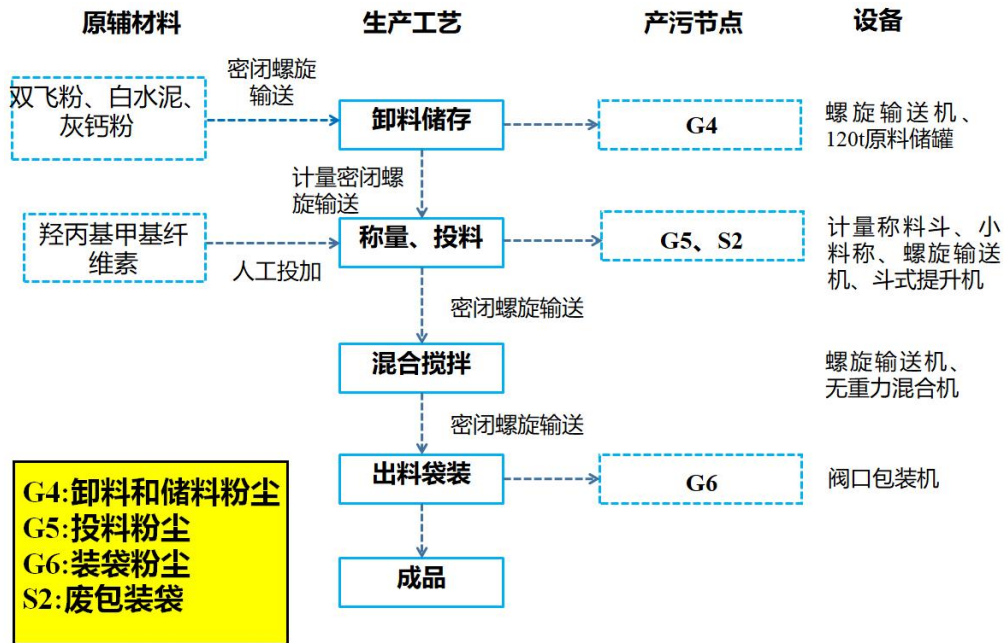 原辅材料
生产工艺
产污节点
设备
双飞粉、白水泥、
灰钙粉
密闭螺旋
输送
卸料储存
G4
螺旋输送机、
120t原料储罐
计量密闭螺
旋输送
羟丙基甲基纤
维素
人工投加
称量、投料
G5、S2
计量称料斗、小
料称、螺旋输送
机、斗式提升机
密闭螺旋输送
混合搅拌
螺旋输送机、
无重力混合机
密闭螺旋输送
出料袋装
G6
阀口包装机
成品
G4:卸料和储料粉尘
G5:投料粉尘
G6:装袋粉尘
S2:废包装袋